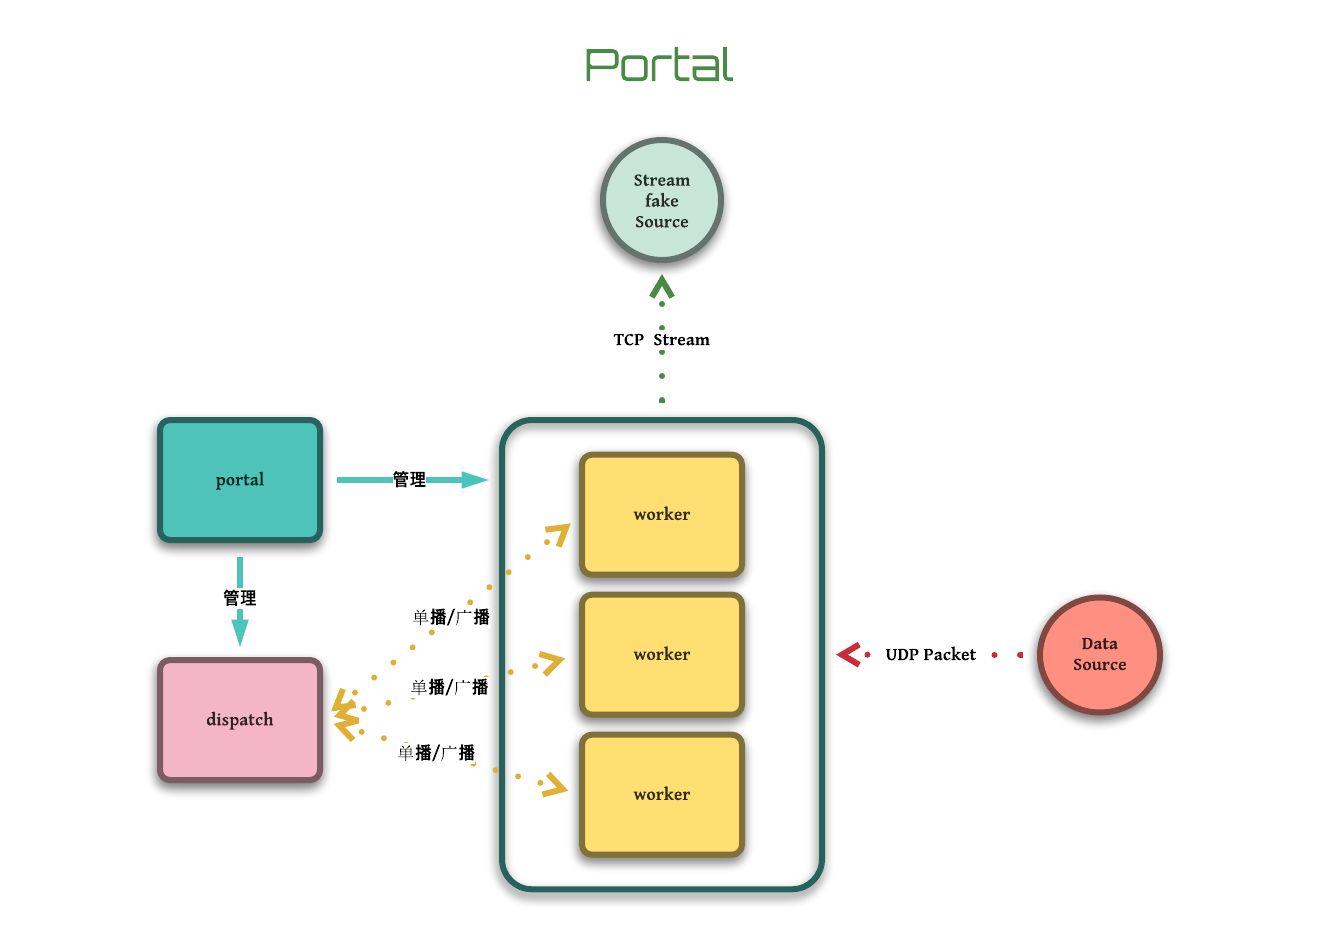 Portal
Stream
fake
Source
TCP Stream
portal
管理
worker
管理
单播/广播
worker
Data
Source
UDP Packet
单播/广播
dispatch
单播/广播
worker